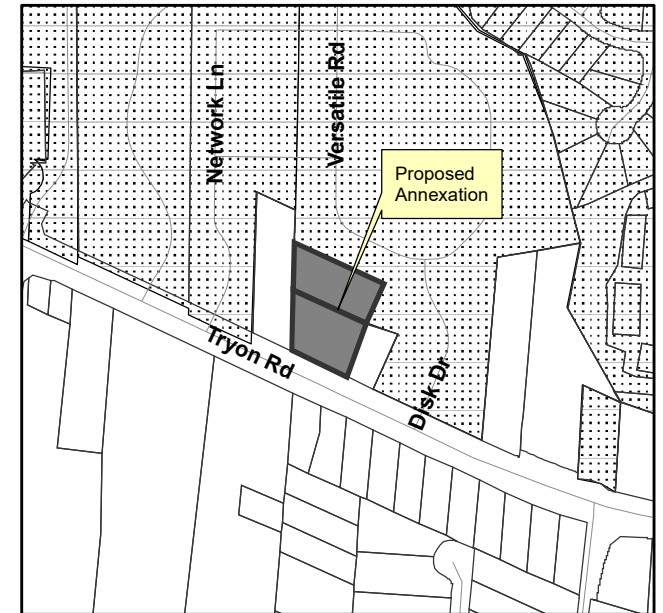 Network Ln
Versatile Rd
Proposed
Annexation
Tryon Rd
Disk Dr